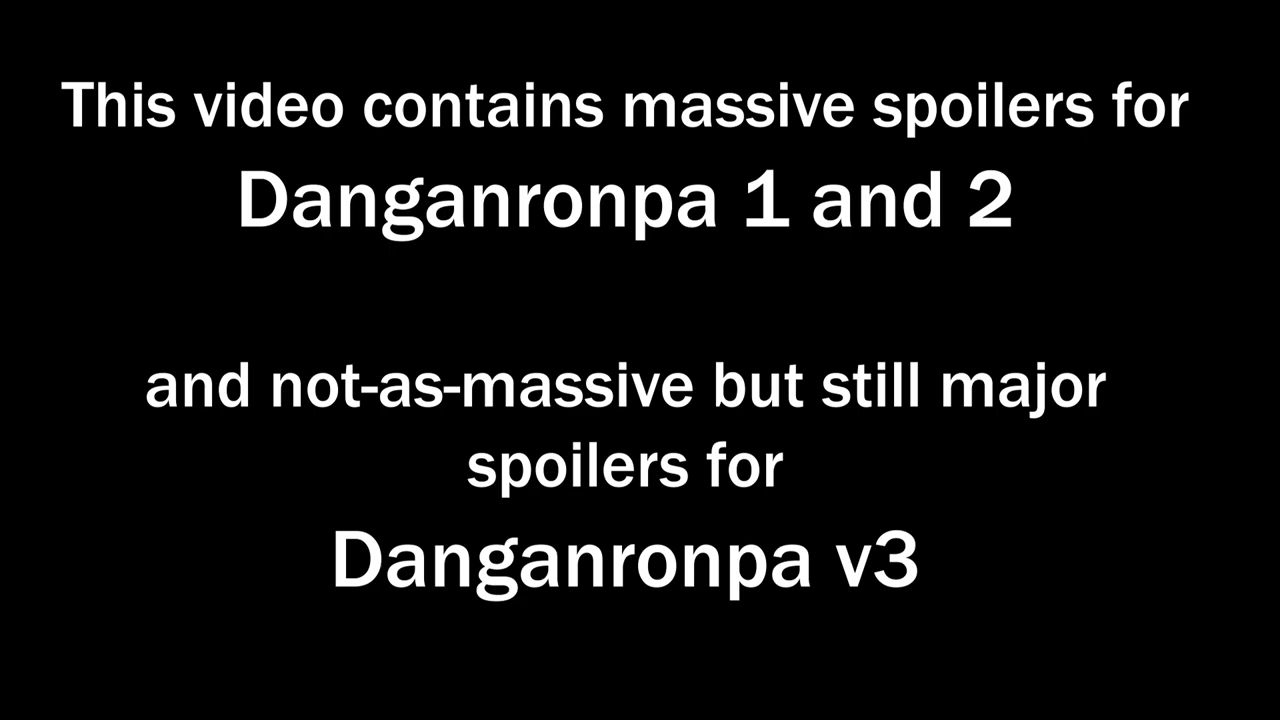 This video contains massive spoilers for
Danganronpa 1 and 2
and not-as-massive but still major
spoilers for
Danganronpa v3